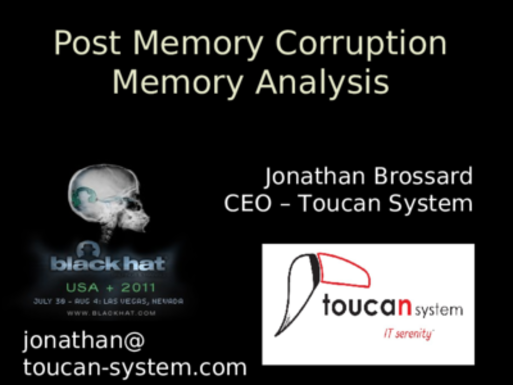 Post Memory Corruption
Memory Analysis
Jonathan Brossard
CEO – Toucan System
black hat
USA + 2011
JULY 30 - AUG 4: LAS VEGAS, NEVADA
WWW.BLACKHAT.COM
toucan system
IT serenity
jonathan@
toucan-system.com